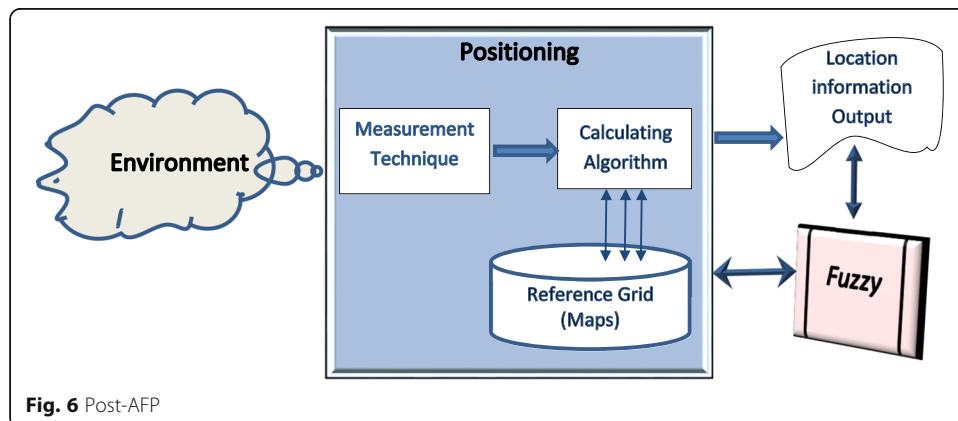 Positioning
Environment
Measurement
Technique
Calculating
Algorithm
Reference Grid
(Maps)
Location
information
Output
Fuzzy
Fig. 6 Post-AFP